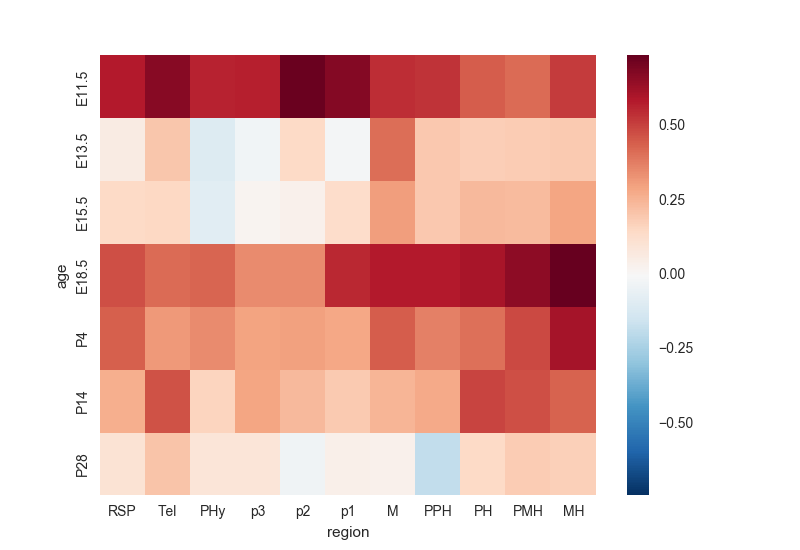 age
E11.5
E13.5
E15.5
E18.5
P4
P14
P28
RSP Tel PHy p3 p2 p1 M PPH PH PMH MH
region
0.50
0.25
0.00
−0.25
−0.50